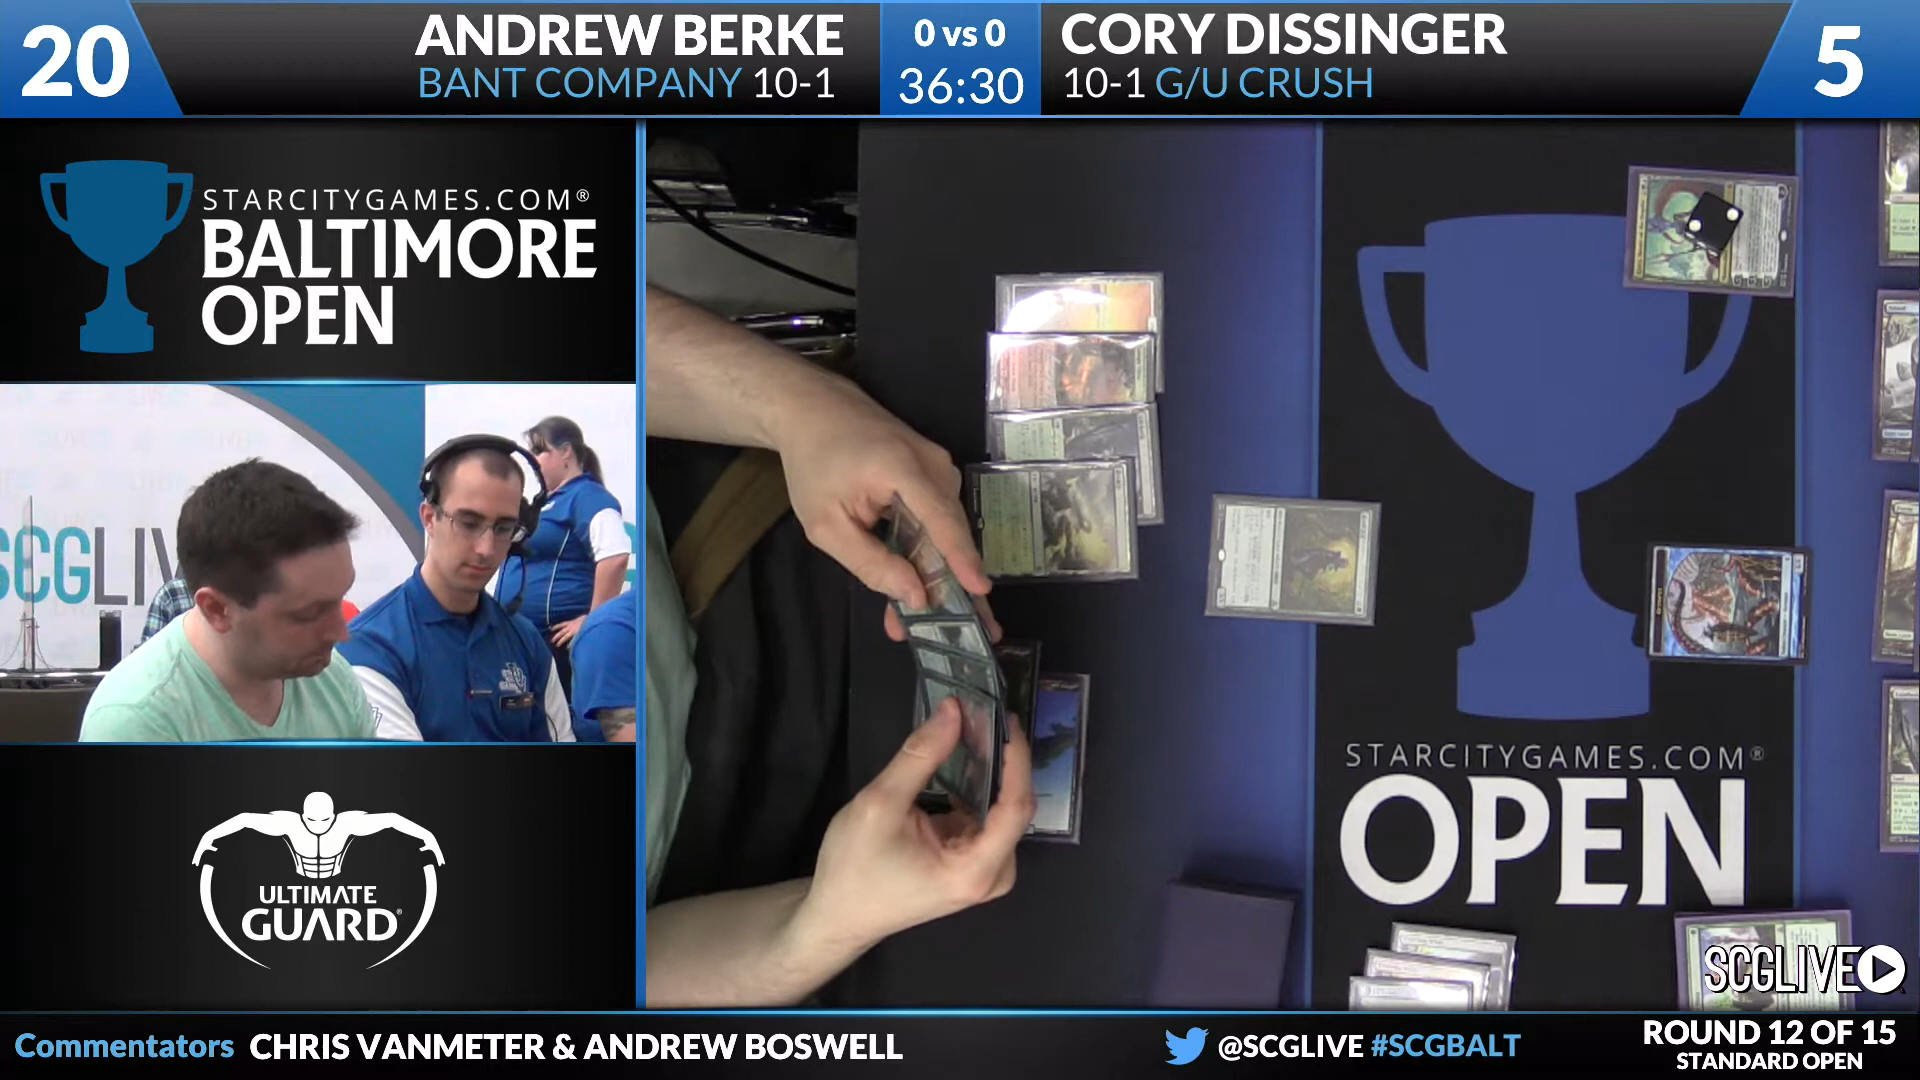 20
ANDREW BERKE
BANT COMPANY 10-1
0 vs 0
36:30
CORY DISSINGER
10-1 G/U CRUSH
5
STARCITYGAMES.COM®
BALTIMORE
OPEN
SCGLIV
ULTIMATE
GUARD®
STARCITYGAMES.COM®
OPEN
SCGLIVE
Commentators CHRIS VANMETER & ANDREW BOSWELL
@SCGLIVE #SCGBALT
ROUND 12 OF 15
STANDARD OPEN